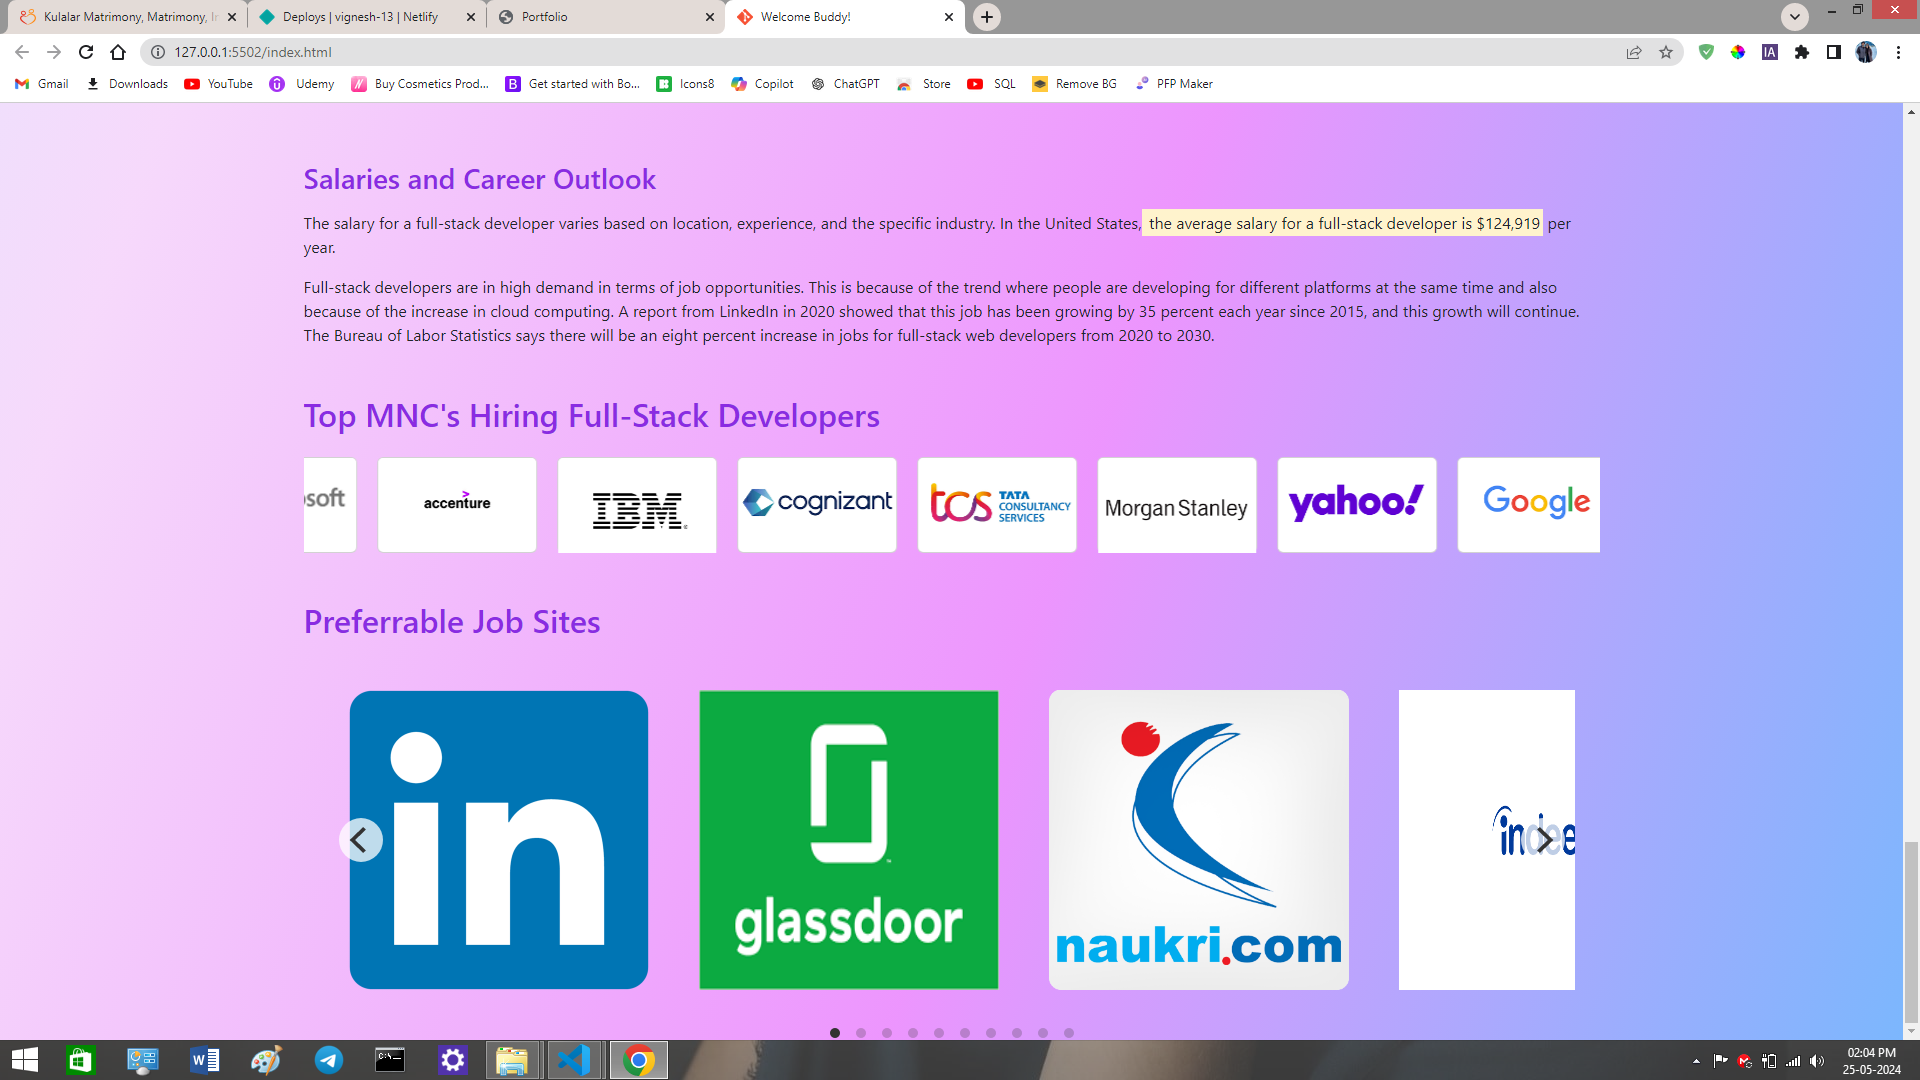 Kulalar Matrimony, Matrimony, In
Deploys | vignesh-13 | Netlify
Portfolio
Welcome Buddy!
127.0.0.1:5502/index.html
IA
Gmail
Downloads
YouTube
Udemy
Buy Cosmetics Prod...
Get started with Bo...
Icons8
Copilot
ChatGPT
Store
SQL
Remove BG
PFP Maker
Salaries and Career Outlook
The salary for a full-stack developer varies based on location, experience, and the specific industry. In the United States, the average salary for a full-stack developer is $124,919 per
year.
Full-stack developers are in high demand in terms of job opportunities. This is because of the trend where people are developing for different platforms at the same time and also
because of the increase in cloud computing. A report from LinkedIn in 2020 showed that this job has been growing by 35 percent each year since 2015, and this growth will continue.
The Bureau of Labor Statistics says there will be an eight percent increase in jobs for full-stack web developers from 2020 to 2030.
Top MNC's Hiring Full-Stack Developers
soft
accenture
IBM
cognizant
tcs TATA
CONSULTANCY
SERVICES
Morgan Stanley
yahoo!
Google
Preferrable Job Sites
in
glassdoor
naukri.com
indee
02:04 PM
25-05-2024